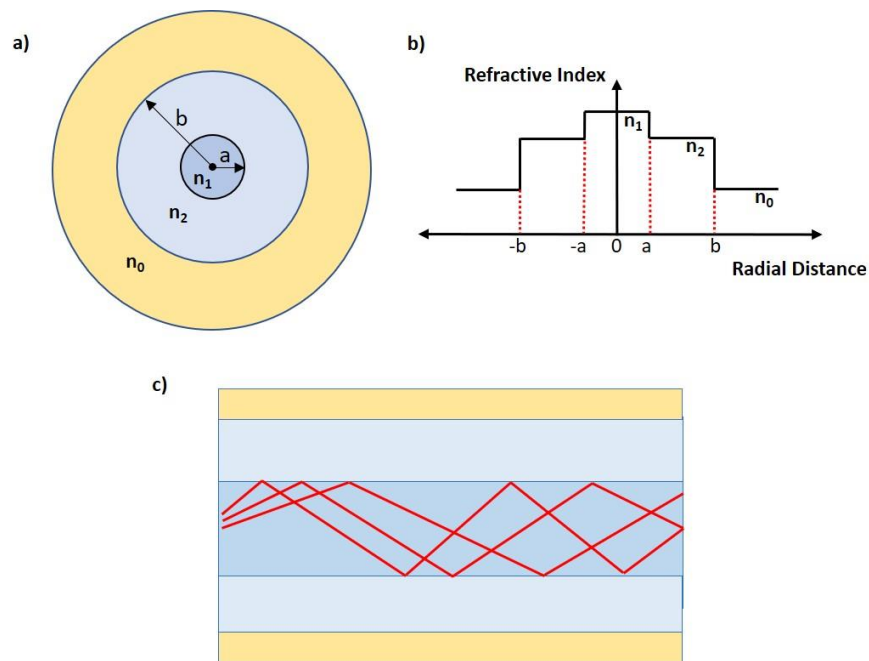 a)
b
a
n1
n2
n0
b)
Refractive Index
n1
n2
n0
-b
-a
0
a
b
Radial Distance
c)